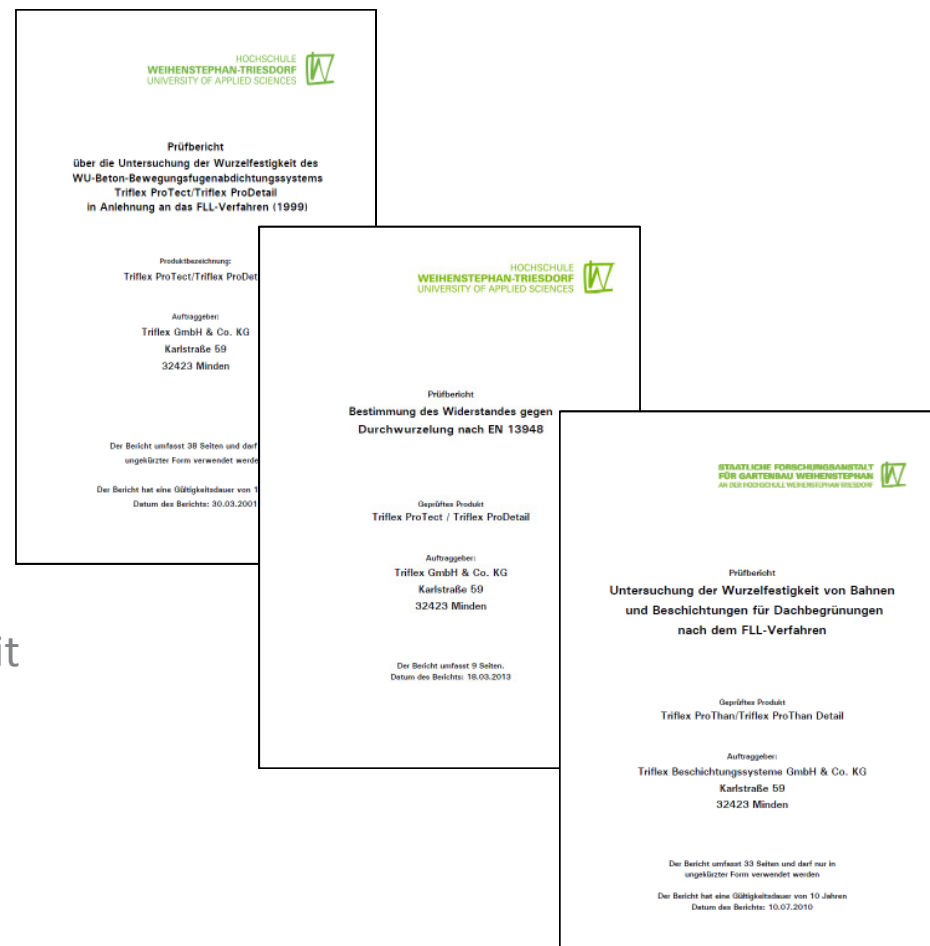 HOCHSCHULE
WEIHENSTEPHAN-TRIESDORF
UNIVERSITY OF APPLIED SCIENCES
Prüfbericht
über die Untersuchung der Wurzelfestigkeit des
WU-Beton-Bewegungsfugenabdichtungssystems
Triflex ProTect/Triflex ProDetail
in Anlehnung an das FLL-Verfahren (1999)
Produktbezeichnung:
Triflex ProTect/Triflex ProDet
Auftraggeber:
Triflex GmbH & Co. KG
Karlstraße 59
32423 Minden
Der Bericht umfasst 38 Seiten und darf
ungekürzter Form verwendet werde
Der Bericht hat eine Gültigkeitsdauer von 1
Datum des Berichts: 30.03.2001
HOCHSCHULE
WEIHENSTEPHAN-TRIESDORF
UNIVERSITY OF APPLIED SCIENCES
Prüfbericht
Bestimmung des Widerstandes gegen
Durchwurzelung nach EN 13948
Geprüftes Produkt
Triflex ProTect / Triflex ProDetail
Auftraggeber:
Triflex GmbH & Co. KG
Karlstraße 59
32423 Minden
Der Bericht umfasst 9 Seiten.
Datum des Berichts: 18.03.2013
STAATLICHE FORSCHUNGSANSTALT
FÜR GARTENBAU WEIHENSTEPHAN
AN DER HOCHSCHULE WEIHENSTEPHAN-TRIESDORF
Prüfbericht
Untersuchung der Wurzelfestigkeit von Bahnen
und Beschichtungen für Dachbegrünungen
nach dem FLL-Verfahren
Geprüftes Produkt
Triflex ProThan/Triflex ProThan Detail
Auftraggeber:
Triflex Beschichtungssysteme GmbH & Co. KG
Karlstraße 59
32423 Minden
Der Bericht umfasst 33 Seiten und darf nur in
ungekürzter Form verwendet werden
Der Bericht hat eine Gültigkeitsdauer von 10 Jahren
Datum des Berichts: 10.07.2010
it